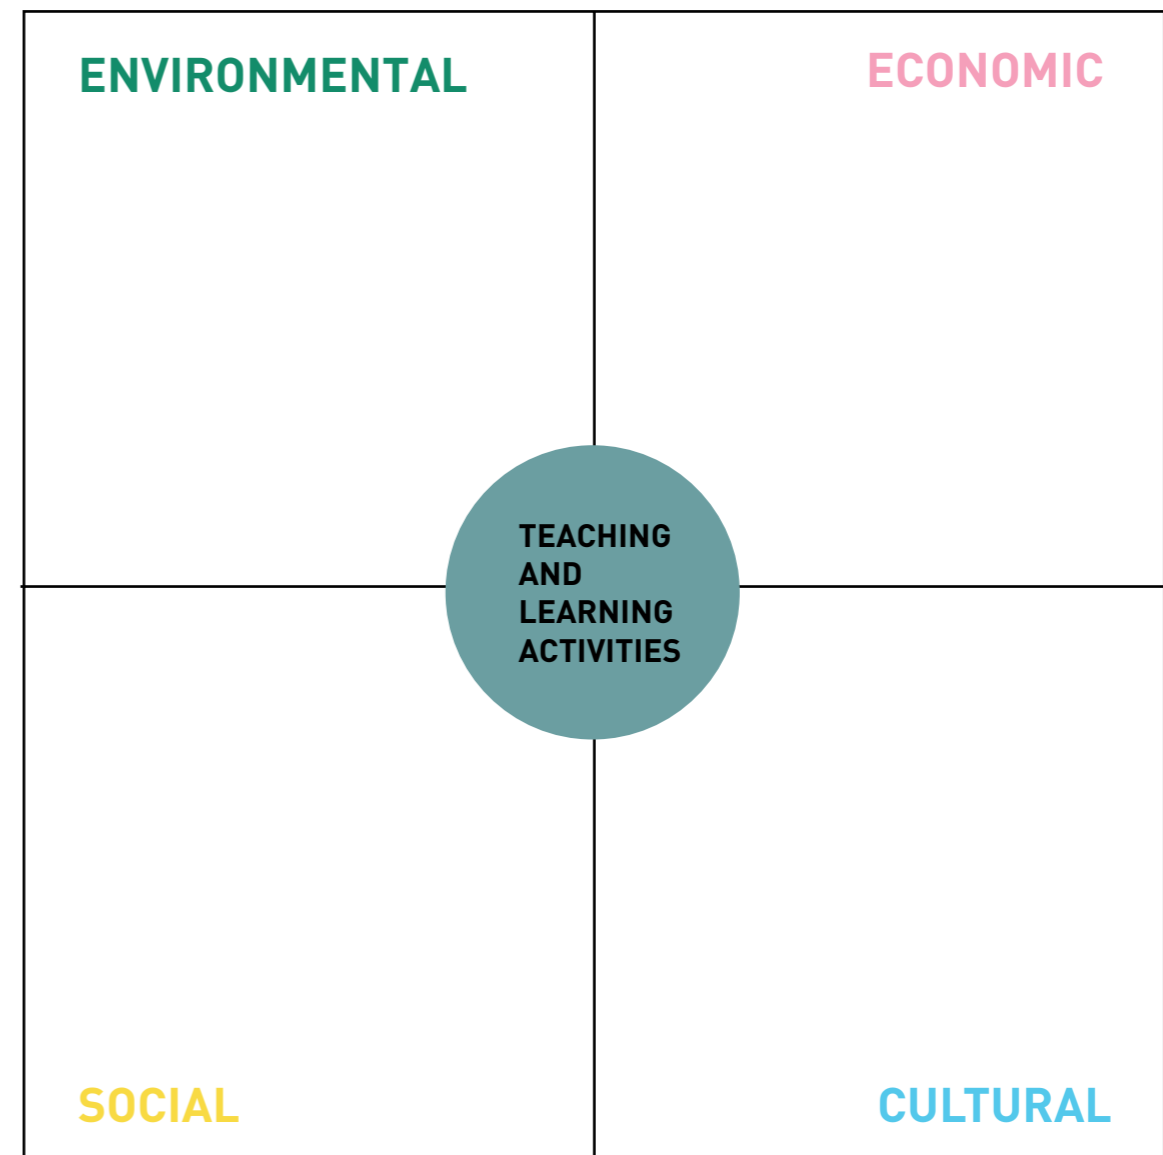 ENVIRONMENTAL
ECONOMIC
TEACHING
AND
LEARNING
ACTIVITIES
SOCIAL
CULTURAL